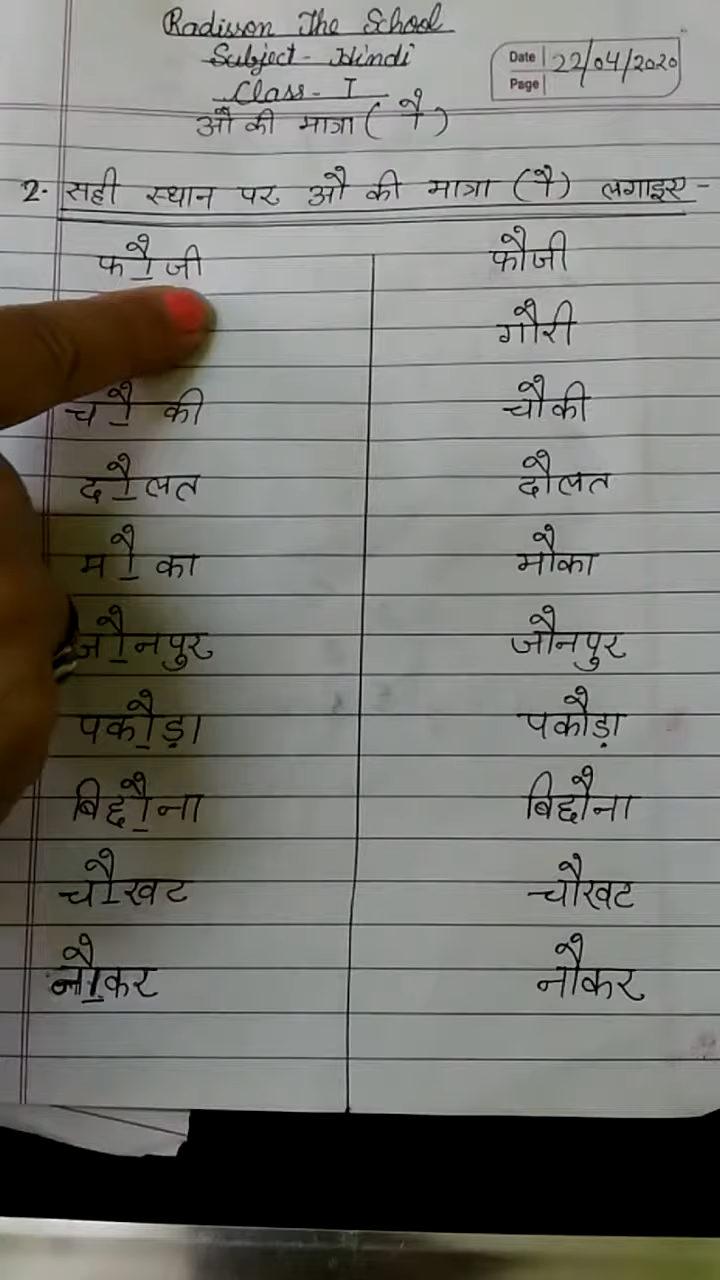 Radisson The School
Subject - Hindi
Class - I
Date 22/04/2020
Page
औ की मात्रा ( ौ )
2. सही स्थान पर औ की मात्रा (ौ) लगाइए -
फ ौ जी फौजी
गौरी
च ौ की चौकी
द ौ लत दौलत
म ौ का मौका
ज ौ नपुर जौनपुर
पक ौ ड़ा पकौड़ा
बिछ ौ ना बिछौना
च ौ खट चौखट
न ौ कर नौकर